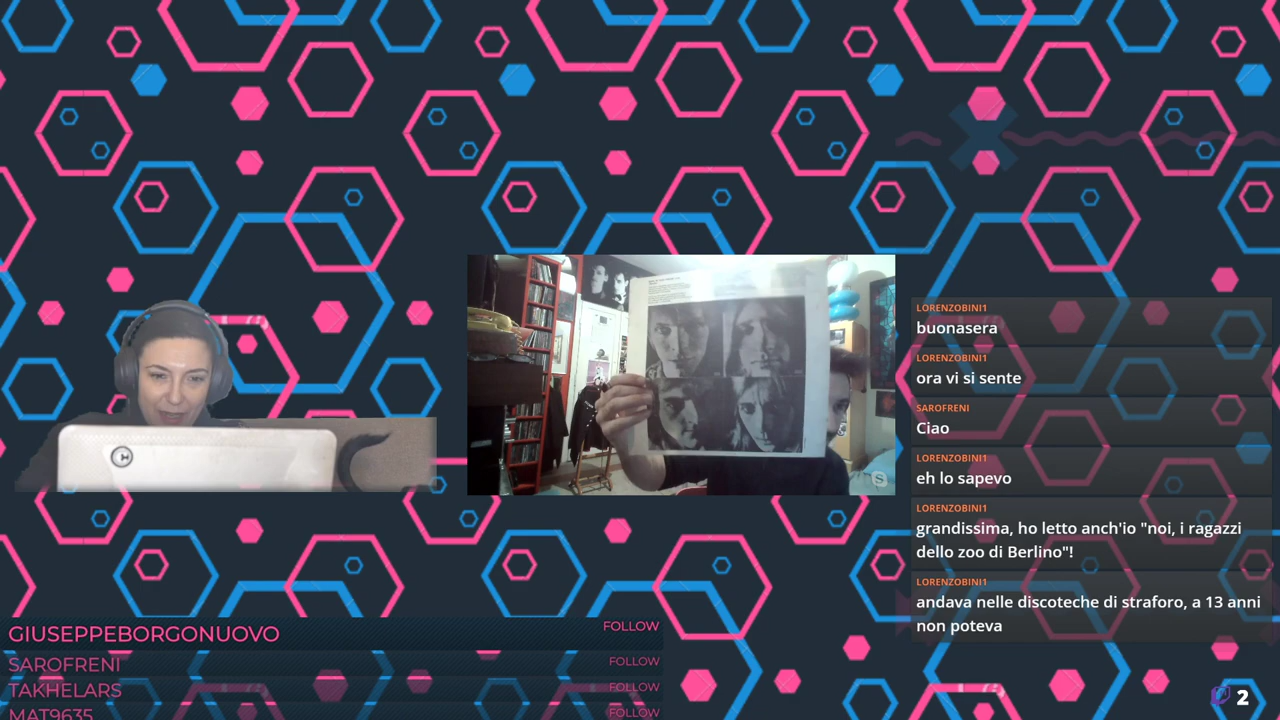 LORENZOBINI1
buonasera
LORENZOBINI1
ora vi si sente
SAROFRENI
Ciao
LORENZOBINI1
eh lo sapevo
LORENZOBINI1
grandissima, ho letto anch'io "noi, i ragazzi
dello zoo di Berlino"!
LORENZOBINI1
andava nelle discoteche di straforo, a 13 anni
non poteva
GIUSEPPEBORGONUOVO
FOLLOW
SAROFRENI
FOLLOW
TAKHELARS
FOLLOW
MAT9635
FOLLOW
2